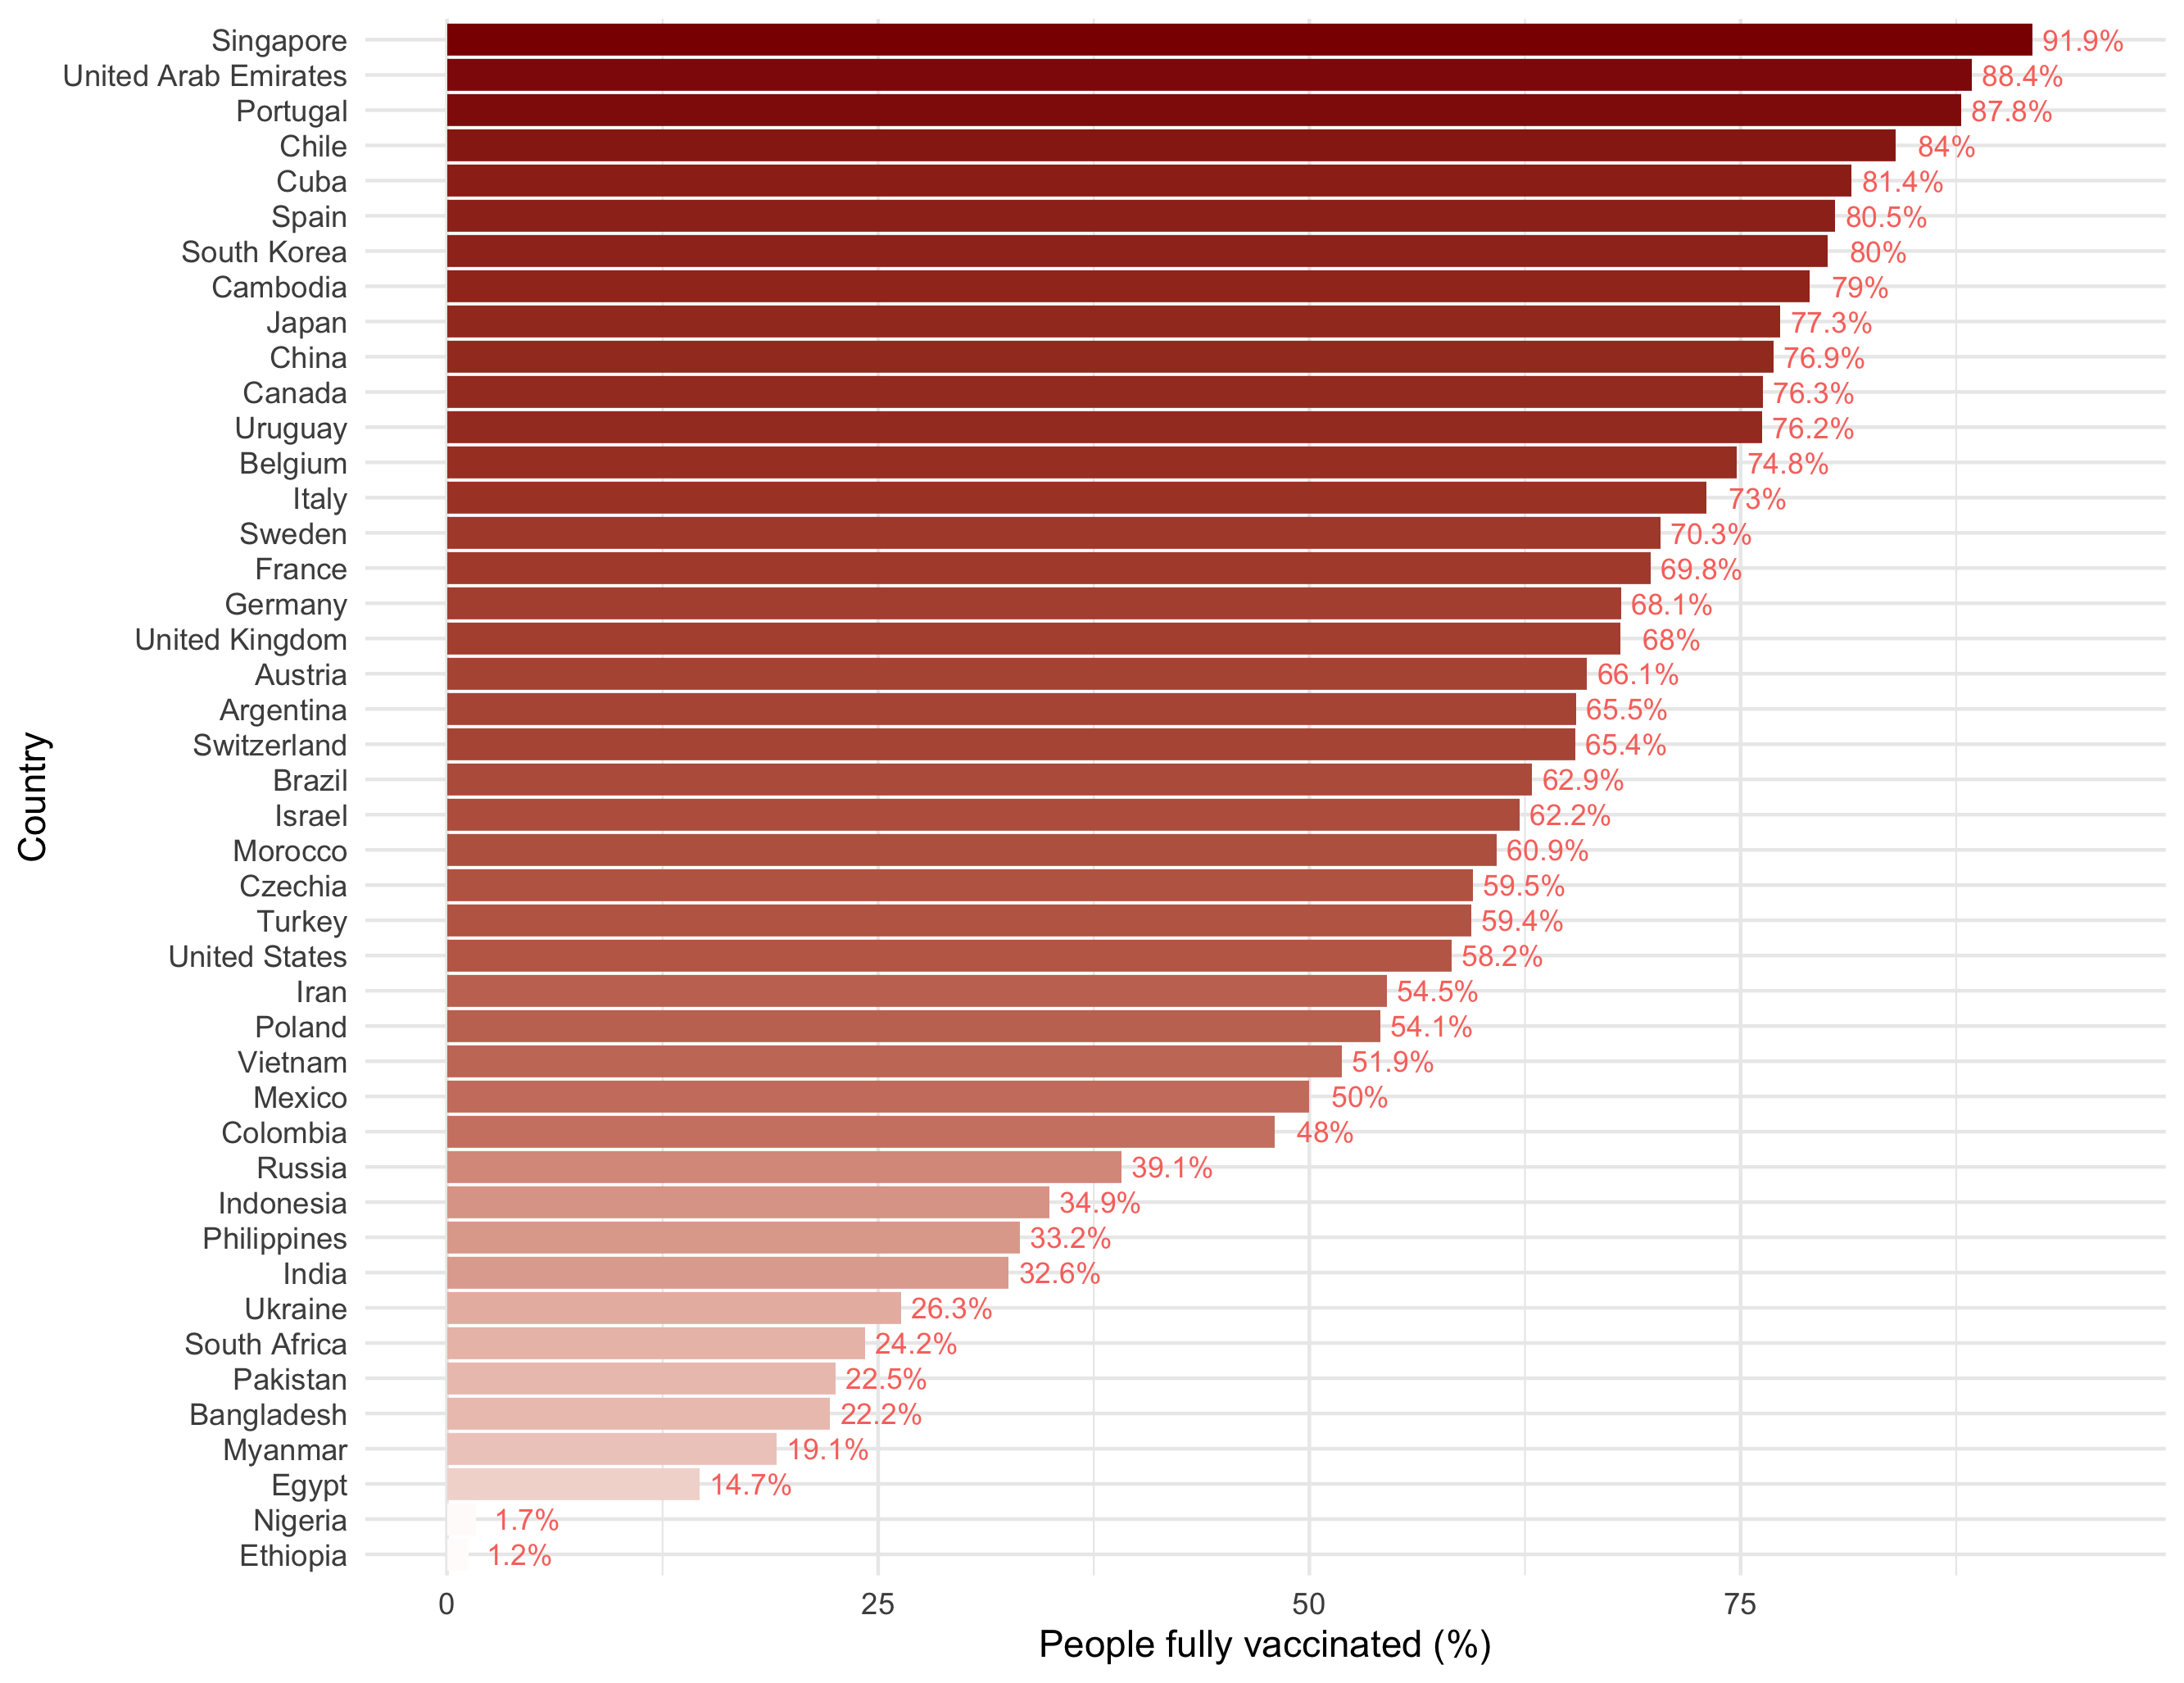 Singapore 91.9%
United Arab Emirates 88.4%
Portugal 87.8%
Chile 84%
Cuba 81.4%
Spain 80.5%
South Korea 80%
Cambodia 79%
Japan 77.3%
China 76.9%
Canada 76.3%
Uruguay 76.2%
Belgium 74.8%
Italy 73%
Sweden 70.3%
France 69.8%
Germany 68.1%
United Kingdom 68%
Austria 66.1%
Argentina 65.5%
Switzerland 65.4%
Brazil 62.9%
Israel 62.2%
Morocco 60.9%
Czechia 59.5%
Turkey 59.4%
United States 58.2%
Iran 54.5%
Poland 54.1%
Vietnam 51.9%
Mexico 50%
Colombia 48%
Russia 39.1%
Indonesia 34.9%
Philippines 33.2%
India 32.6%
Ukraine 26.3%
South Africa 24.2%
Pakistan 22.5%
Bangladesh 22.2%
Myanmar 19.1%
Egypt 14.7%
Nigeria 1.7%
Ethiopia 1.2%
Country
0 25 50 75
People fully vaccinated (%)